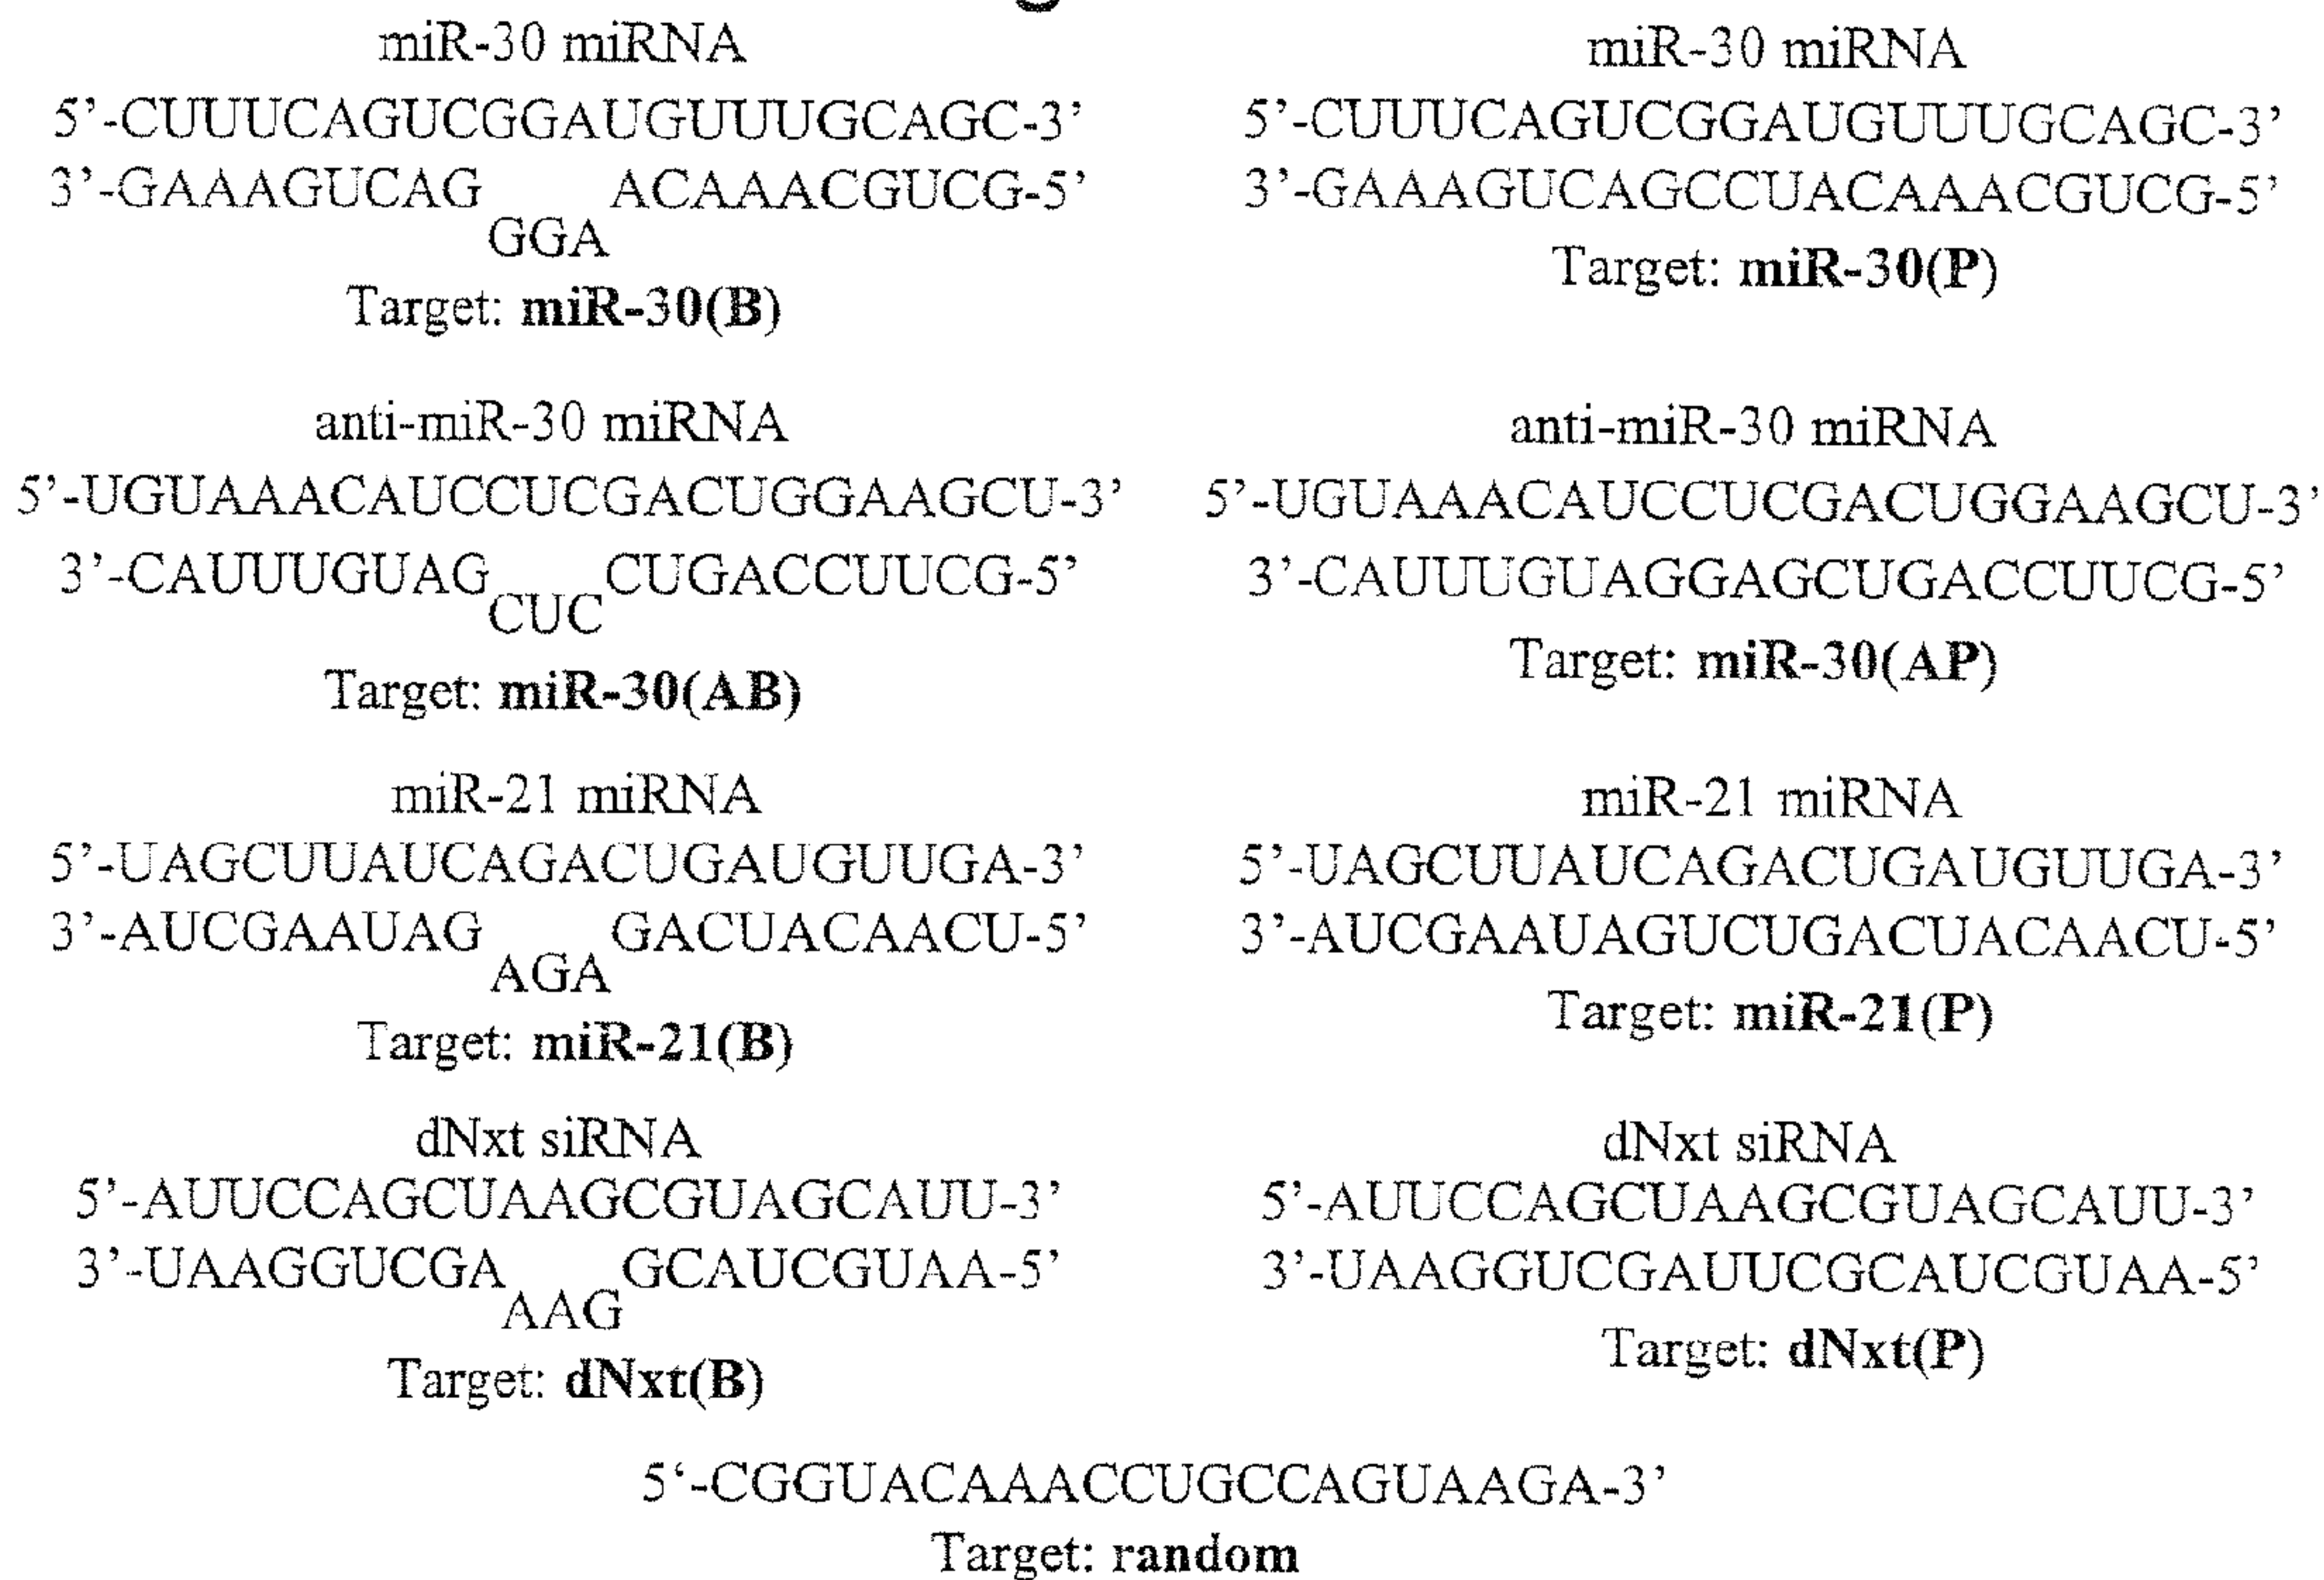 miR-30 miRNA
5’-CUUUCAGUCGGAUGUUUGCAGC-3’
3’-GAAAGUCAG ACAAACGUCG-5’
GGA
Target: miR-30(B)
miR-30 miRNA
5’-CUUUCAGUCGGAUGUUUGCAGC-3’
3’-GAAAGUCAGCCUACAAACGUCG-5’
Target: miR-30(P)
anti-miR-30 miRNA
5’-UGUAAACAUCCUCGACUGGAAGCU-3’
3’-CAUUUGUAG CUGACCUUCG-5’
CUC
Target: miR-30(AB)
anti-miR-30 miRNA
5’-UGUAAACAUCCUCGACUGGAAGCU-3’
3’-CAUUUGUAGGAGCUGACCUUCG-5’
Target: miR-30(AP)
miR-21 miRNA
5’-UAGCUUAUCAGACUGAUGUUGA-3’
3’-AUCGAAUAG GACUACAACU-5’
AGA
Target: miR-21(B)
miR-21 miRNA
5’-UAGCUUAUCAGACUGAUGUUGA-3’
3’-AUCGAAUAGUCUGACUACAACU-5’
Target: miR-21(P)
dNxt siRNA
5’-AUUCCAGCUAAGCGUAGCAUU-3’
3’-UAAGGUCGA GCAUCGUAA-5’
AAG
Target: dNxt(B)
dNxt siRNA
5’-AUUCCAGCUAAGCGUAGCAUU-3’
3’-UAAGGUCGAUUCGCAUCGUAA-5’
Target: dNxt(P)
5‘-CGGUACAAACCUGCCAGUAAGA-3’
Target: random